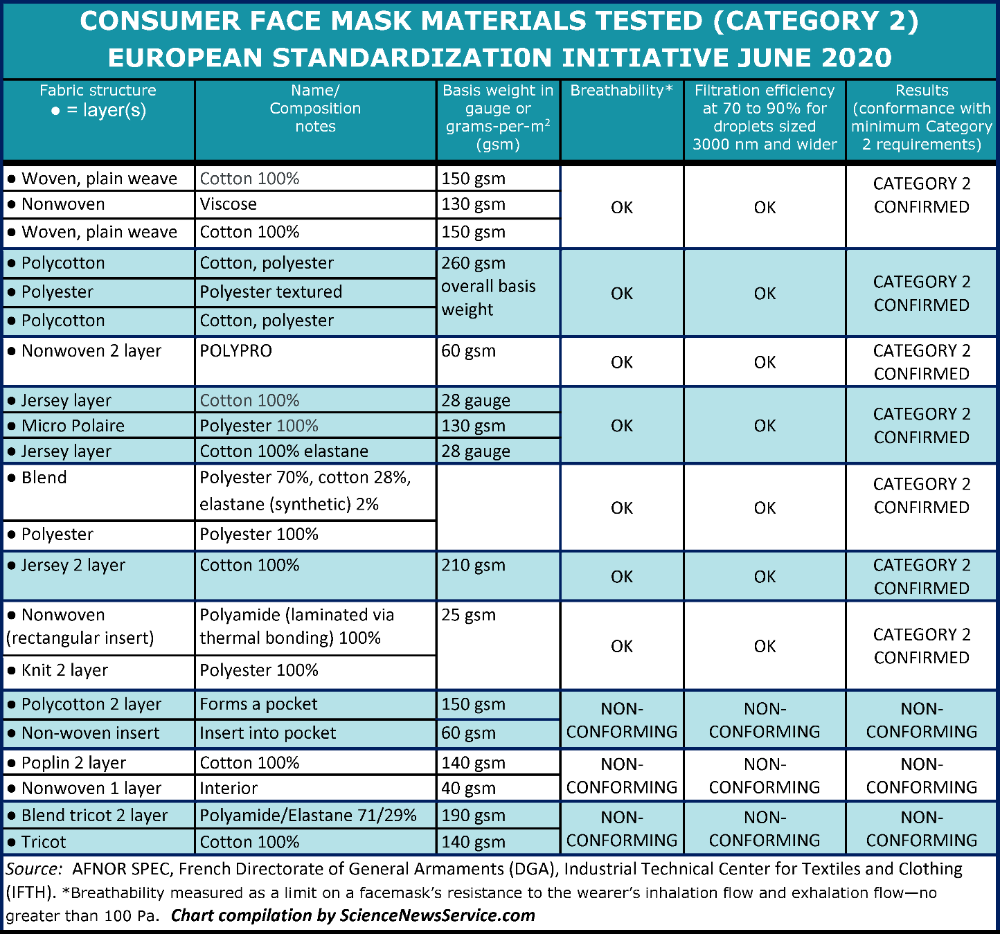 CONSUMER FACE MASK MATERIALS TESTED (CATEGORY 2)
EUROPEAN STANDARDIZATI0N INITIATIVE JUNE 2020
Fabric structure
● = layer(s)
Name/
Composition
notes
Basis weight in
gauge or
grams-per-m²
(gsm)
Breathability*
Filtration efficiency
at 70 to 90% for
droplets sized
3000 nm and wider
Results
(conformance with
minimum Category
2 requirements)
● Woven, plain weave
Cotton 100%
150 gsm
● Nonwoven
Viscose
130 gsm
● Woven, plain weave
Cotton 100%
150 gsm
OK
OK
CATEGORY 2
CONFIRMED
● Polycotton
Cotton, polyester
● Polyester
Polyester textured
● Polycotton
Cotton, polyester
260 gsm
overall basis
weight
OK
OK
CATEGORY 2
CONFIRMED
● Nonwoven 2 layer
POLYPRO
60 gsm
OK
OK
CATEGORY 2
CONFIRMED
● Jersey layer
Cotton 100%
28 gauge
● Micro Polaire
Polyester 100%
130 gsm
● Jersey layer
Cotton 100% elastane
28 gauge
OK
OK
CATEGORY 2
CONFIRMED
● Blend
Polyester 70%, cotton 28%,
elastane (synthetic) 2%
● Polyester
Polyester 100%
OK
OK
CATEGORY 2
CONFIRMED
● Jersey 2 layer
Cotton 100%
210 gsm
OK
OK
CATEGORY 2
CONFIRMED
● Nonwoven
(rectangular insert)
Polyamide (laminated via
thermal bonding) 100%
25 gsm
● Knit 2 layer
Polyester 100%
OK
OK
CATEGORY 2
CONFIRMED
● Polycotton 2 layer
Forms a pocket
150 gsm
● Non-woven insert
Insert into pocket
60 gsm
NON-
CONFORMING
NON-
CONFORMING
NON-
CONFORMING
● Poplin 2 layer
Cotton 100%
140 gsm
● Nonwoven 1 layer
Interior
40 gsm
NON-
CONFORMING
NON-
CONFORMING
NON-
CONFORMING
● Blend tricot 2 layer
Polyamide/Elastane 71/29%
190 gsm
● Tricot
Cotton 100%
140 gsm
NON-
CONFORMING
NON-
CONFORMING
NON-
CONFORMING
Source: AFNOR SPEC, French Directorate of General Armaments (DGA), Industrial Technical Center for Textiles and Clothing
(IFTH). *Breathability measured as a limit on a facemask’s resistance to the wearer’s inhalation flow and exhalation flow—no
greater than 100 Pa. Chart compilation by ScienceNewsService.com